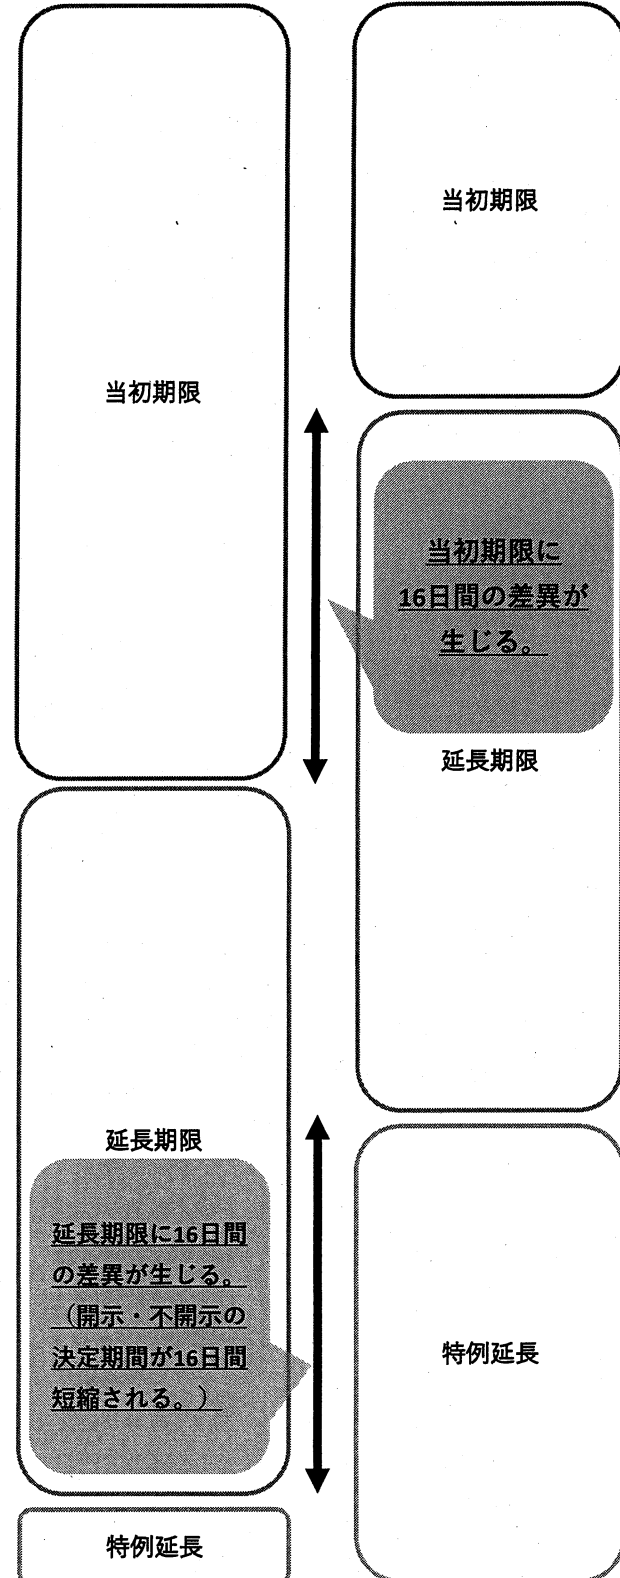 当初期限
延長期限
延長期限に16日間
の差異が生じる。
（開示・不開示の
決定期間が16日間
短縮される。）
特例延長
当初期限
当初期限に
16日間の差異が
生じる。
延長期限
特例延長